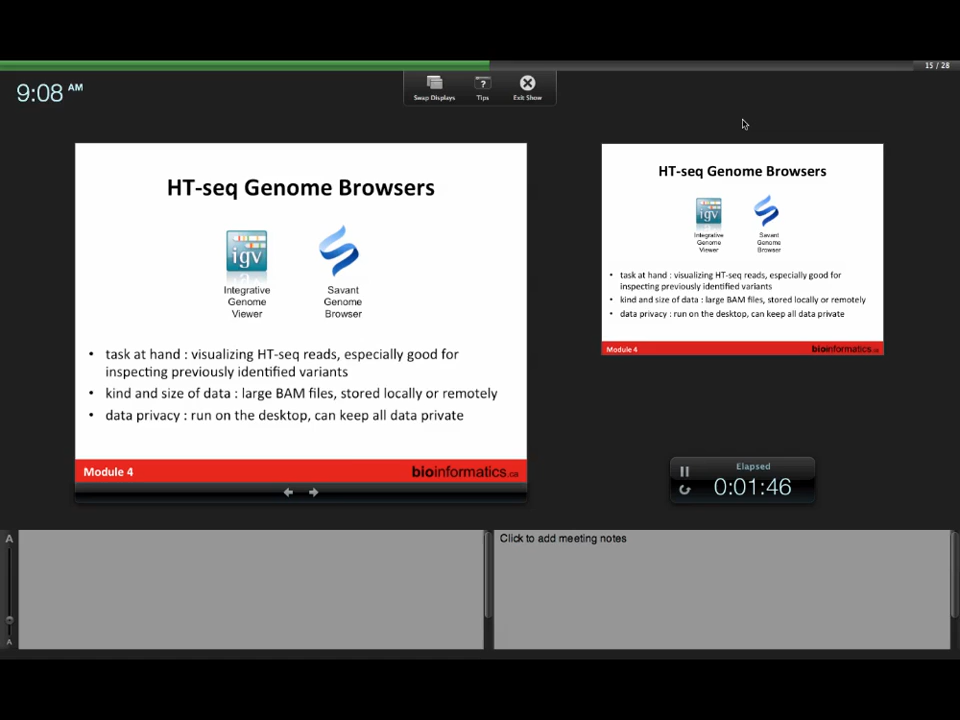 15 / 28
9:08 AM
Swap Displays
?
Tips
Exit Show
HT-seq Genome Browsers
igv
Integrative
Genome
Viewer
Savant
Genome
Browser
• task at hand : visualizing HT-seq reads, especially good for
inspecting previously identified variants
• kind and size of data : large BAM files, stored locally or remotely
• data privacy : run on the desktop, can keep all data private
Module 4
bioinformatics.ca
HT-seq Genome Browsers
igv
Integrative
Genome
Viewer
Savant
Genome
Browser
• task at hand : visualizing HT-seq reads, especially good for
inspecting previously identified variants
• kind and size of data : large BAM files, stored locally or remotely
• data privacy : run on the desktop, can keep all data private
Module 4
bioinformatics.ca
Elapsed
0:01:46
A
A
Click to add meeting notes